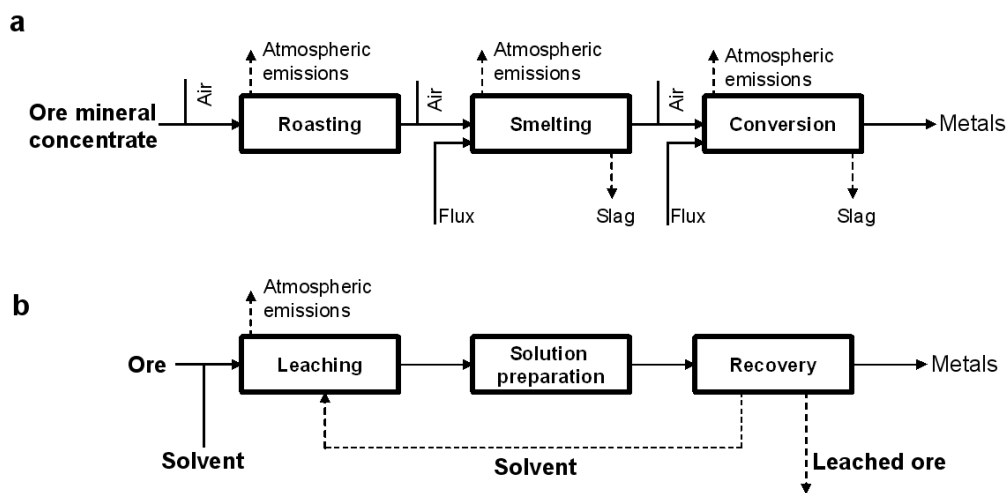 a
Atmospheric
emissions
Atmospheric
emissions
Atmospheric
emissions
Air
Air
Air
Ore mineral
concentrate
Roasting
Smelting
Conversion
Metals
Flux
Slag
Flux
Slag
b
Atmospheric
emissions
Ore
Leaching
Solution
preparation
Recovery
Metals
Solvent
Solvent
Leached ore